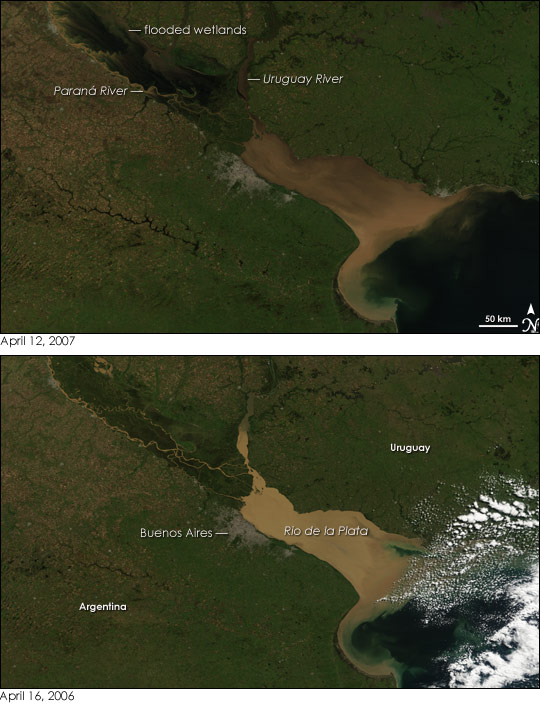 flooded wetlands
Uruguay River
Paraná River
50 km
N
April 12, 2007
Uruguay
Buenos Aires
Rio de la Plata
Argentina
April 16, 2006